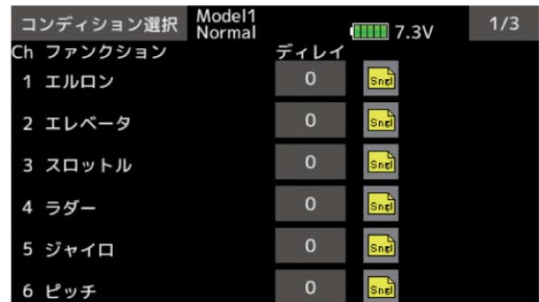 コンディション選択 Model1 Normal 7.3V 1/3
Ch ファンクション ディレイ
1 エルロン 0 Sngl
2 エレベータ 0 Sngl
3 スロットル 0 Sngl
4 ラダー 0 Sngl
5 ジャイロ 0 Sngl
6 ピッチ 0 Sngl